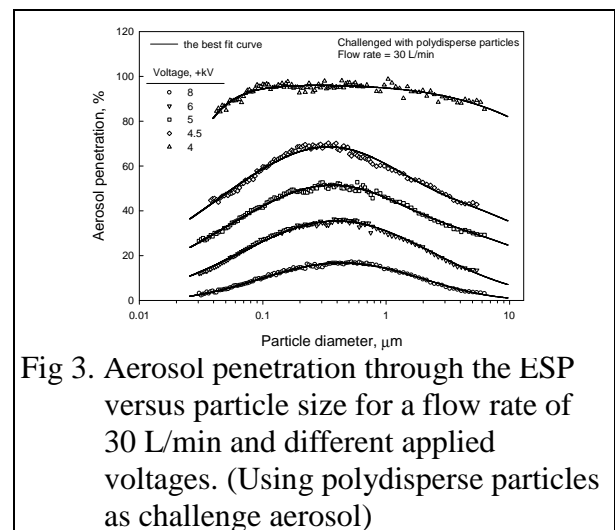 the best fit curve
Challenged with polydisperse particles
Flow rate = 30 L/min
Voltage, +kV
8
6
5
4.5
4
Aerosol penetration, %
120
100
80
60
40
20
0
0.01
0.1
1
10
Particle diameter, μm
Fig 3. Aerosol penetration through the ESP
versus particle size for a flow rate of
30 L/min and different applied
voltages. (Using polydisperse particles
as challenge aerosol)